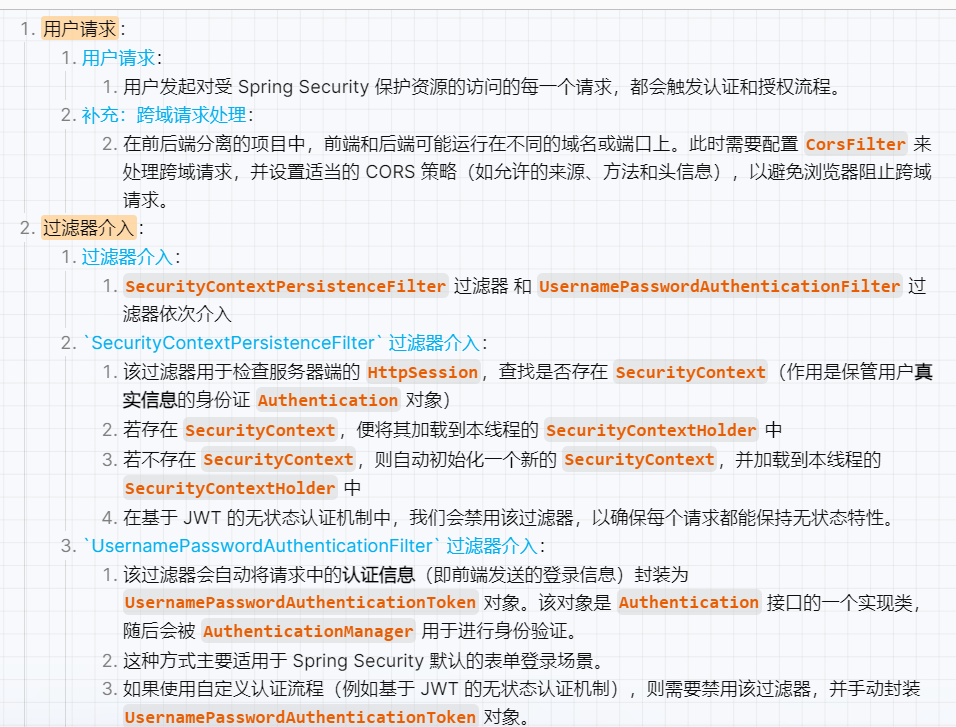 1. 用户请求：
1. 用户请求：
1. 用户发起对受 Spring Security 保护资源的访问的每一个请求，都会触发认证和授权流程。
2. 补充：跨域请求处理：
2. 在前后端分离的项目中，前端和后端可能运行在不同的域名或端口上。此时需要配置 CorsFilter 来
处理跨域请求，并设置适当的 CORS 策略（如允许的来源、方法和头信息），以避免浏览器阻止跨域
请求。
2. 过滤器介入：
1. 过滤器介入：
1. SecurityContextPersistenceFilter 过滤器 和 UsernamePasswordAuthenticationFilter 过
滤器依次介入
2. `SecurityContextPersistenceFilter` 过滤器介入：
1. 该过滤器用于检查服务器端的 HttpSession，查找是否存在 SecurityContext（作用是保管用户真
实信息的身份证 Authentication 对象）
2. 若存在 SecurityContext，便将其加载到本线程的 SecurityContextHolder 中
3. 若不存在 SecurityContext，则自动初始化一个新的 SecurityContext，并加载到本线程的
SecurityContextHolder 中
4. 在基于 JWT 的无状态认证机制中，我们会禁用该过滤器，以确保每个请求都能保持无状态特性。
3. `UsernamePasswordAuthenticationFilter` 过滤器介入：
1. 该过滤器会自动将请求中的认证信息（即前端发送的登录信息）封装为
UsernamePasswordAuthenticationToken 对象。该对象是 Authentication 接口的一个实现类，
随后会被 AuthenticationManager 用于进行身份验证。
2. 这种方式主要适用于 Spring Security 默认的表单登录场景。
3. 如果使用自定义认证流程（例如基于 JWT 的无状态认证机制），则需要禁用该过滤器，并手动封装
UsernamePasswordAuthenticationToken 对象。